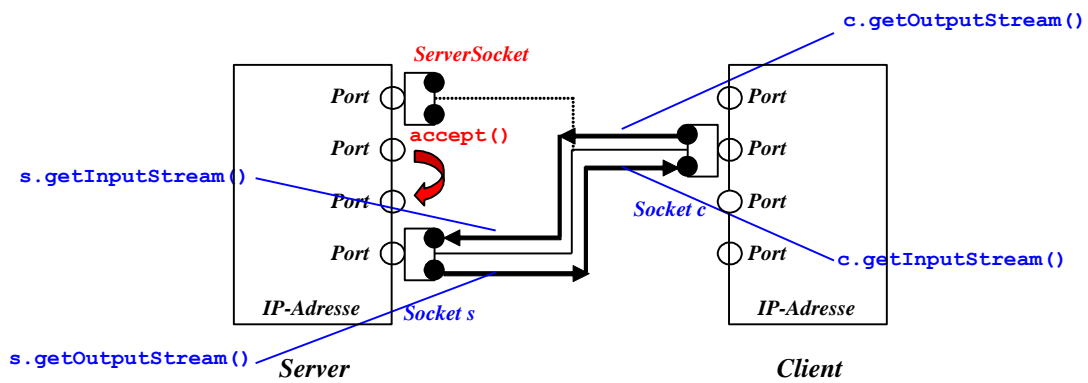 c.getOutputStream()
ServerSocket
Port
Port
accept()
Port
Port
s.getInputStream()
Port
Socket c
Port
Port
Port
c.getInputStream()
IP-Adresse
Socket s
IP-Adresse
s.getOutputStream()
Server
Client